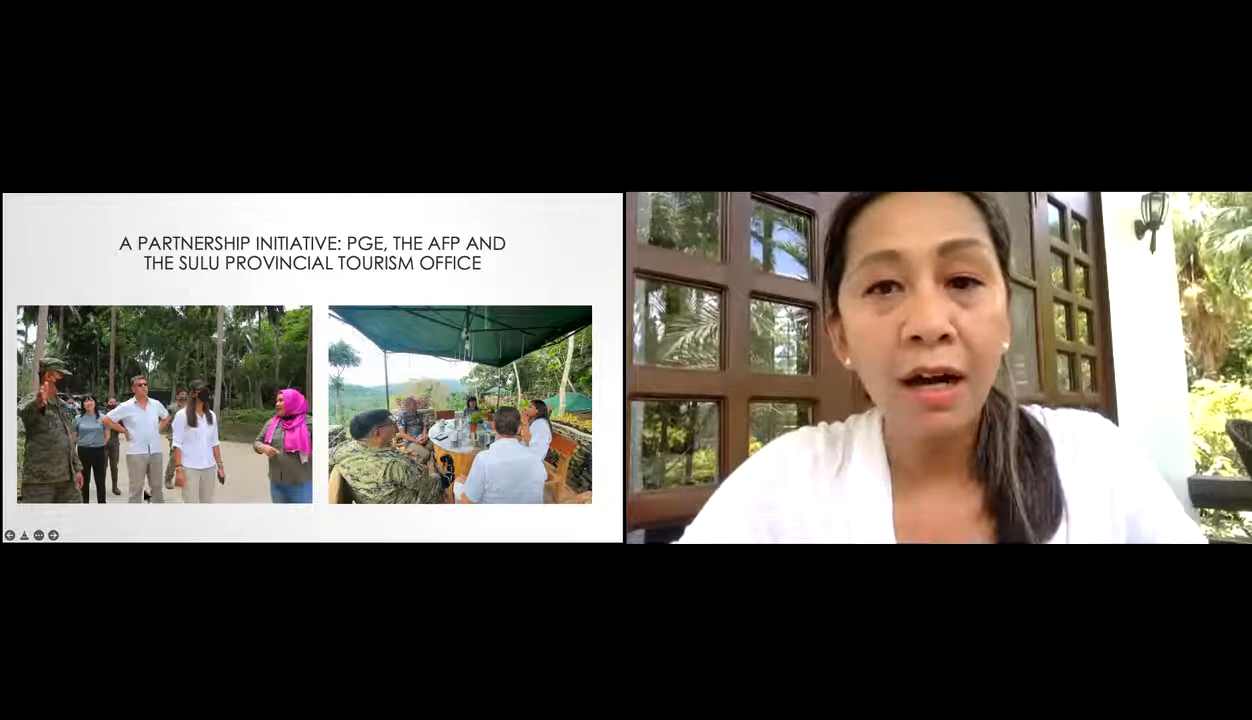 A PARTNERSHIP INITIATIVE: PGE, THE AFP AND
THE SULU PROVINCIAL TOURISM OFFICE